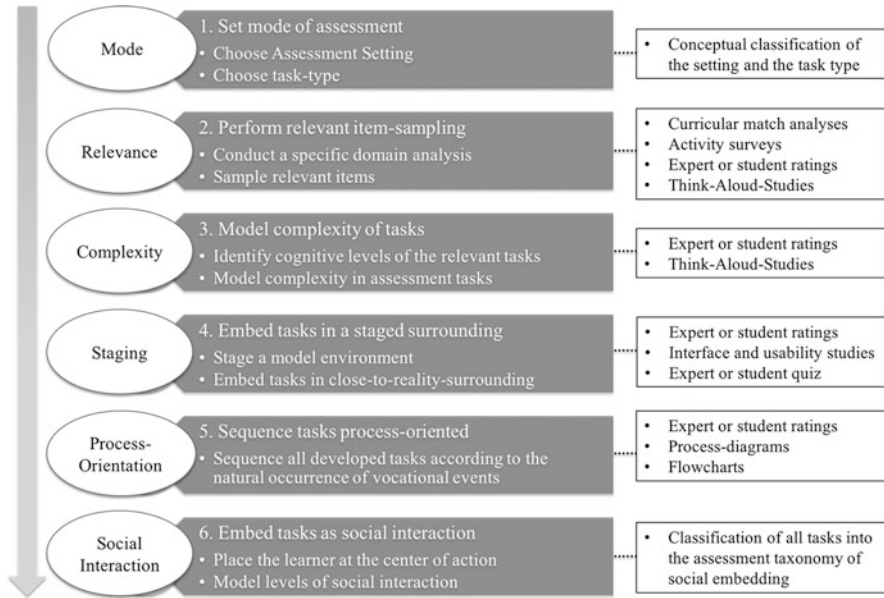 Mode
1. Set mode of assessment
• Choose Assessment Setting
• Choose task-type
• Conceptual classification of
the setting and the task type
Relevance
2. Perform relevant item-sampling
• Conduct a specific domain analysis
• Sample relevant items
• Curricular match analyses
• Activity surveys
• Expert or student ratings
• Think-Aloud-Studies
Complexity
3. Model complexity of tasks
• Identify cognitive levels of the relevant tasks
• Model complexity in assessment tasks
• Expert or student ratings
• Think-Aloud-Studies
Staging
4. Embed tasks in a staged surrounding
• Stage a model environment
• Embed tasks in close-to-reality-surrounding
• Expert or student ratings
• Interface and usability studies
• Expert or student quiz
Process-
Orientation
5. Sequence tasks process-oriented
• Sequence all developed tasks according to the
natural occurrence of vocational events
• Expert or student ratings
• Process-diagrams
• Flowcharts
Social
Interaction
6. Embed tasks as social interaction
• Place the learner at the center of action
• Model levels of social interaction
• Classification of all tasks into
the assessment taxonomy of
social embedding